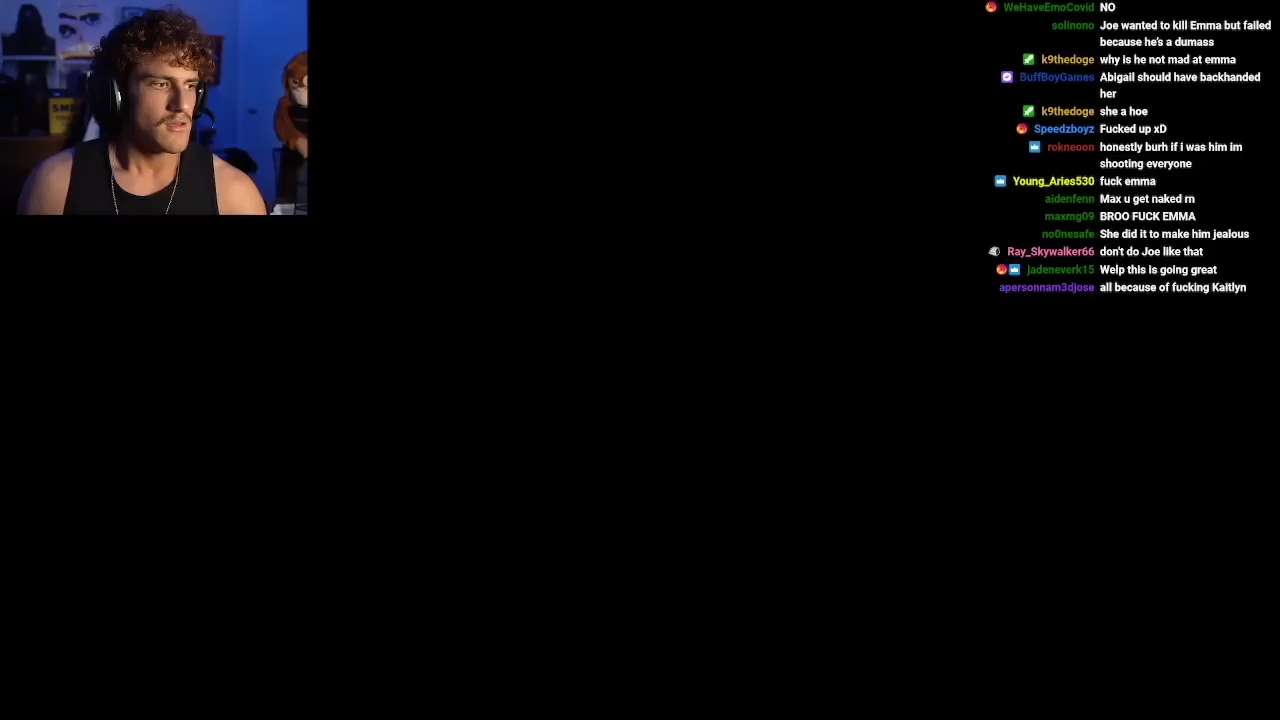 WeHaveEmoCovid NO
solinono Joe wanted to kill Emma but failed
because he's a dumass
k9thedoge why is he not mad at emma
BuffBoyGames Abigail should have backhanded
her
k9thedoge she a hoe
Speedzboyz Fucked up xD
rokneoon honestly burh if i was him im
shooting everyone
Young_Aries530 fuck emma
aidenfenn Max u get naked rn
maxmg09 BROO FUCK EMMA
no0nesafe She did it to make him jealous
Ray_Skywalker66 don't do Joe like that
jadeneverk15 Welp this is going great
apersonnam3djose all because of fucking Kaitlyn